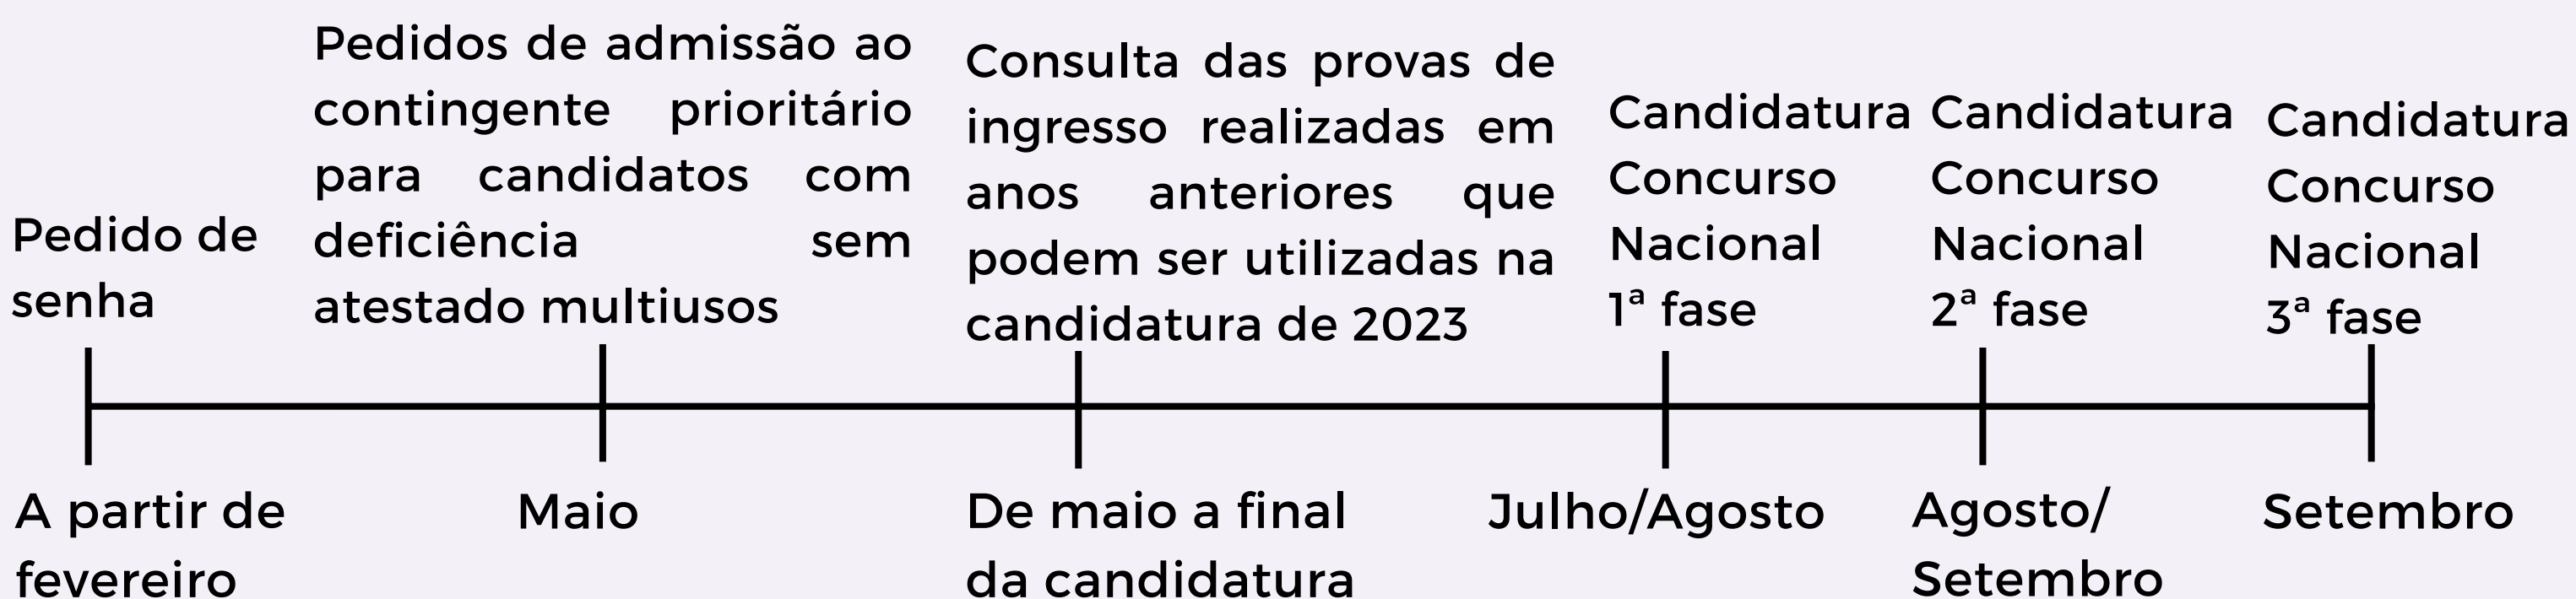 Pedido de
senha
Pedidos de admissão ao
contingente prioritário
para candidatos com
deficiência sem
atestado multiusos
Consulta das provas de
ingresso realizadas em
anos anteriores que
podem ser utilizadas na
candidatura de 2023
Candidatura
Concurso
Nacional
1ª fase
Candidatura
Concurso
Nacional
2ª fase
Candidatura
Concurso
Nacional
3ª fase
A partir de
fevereiro
Maio
De maio a final
da candidatura
Julho/Agosto
Agosto/
Setembro
Setembro